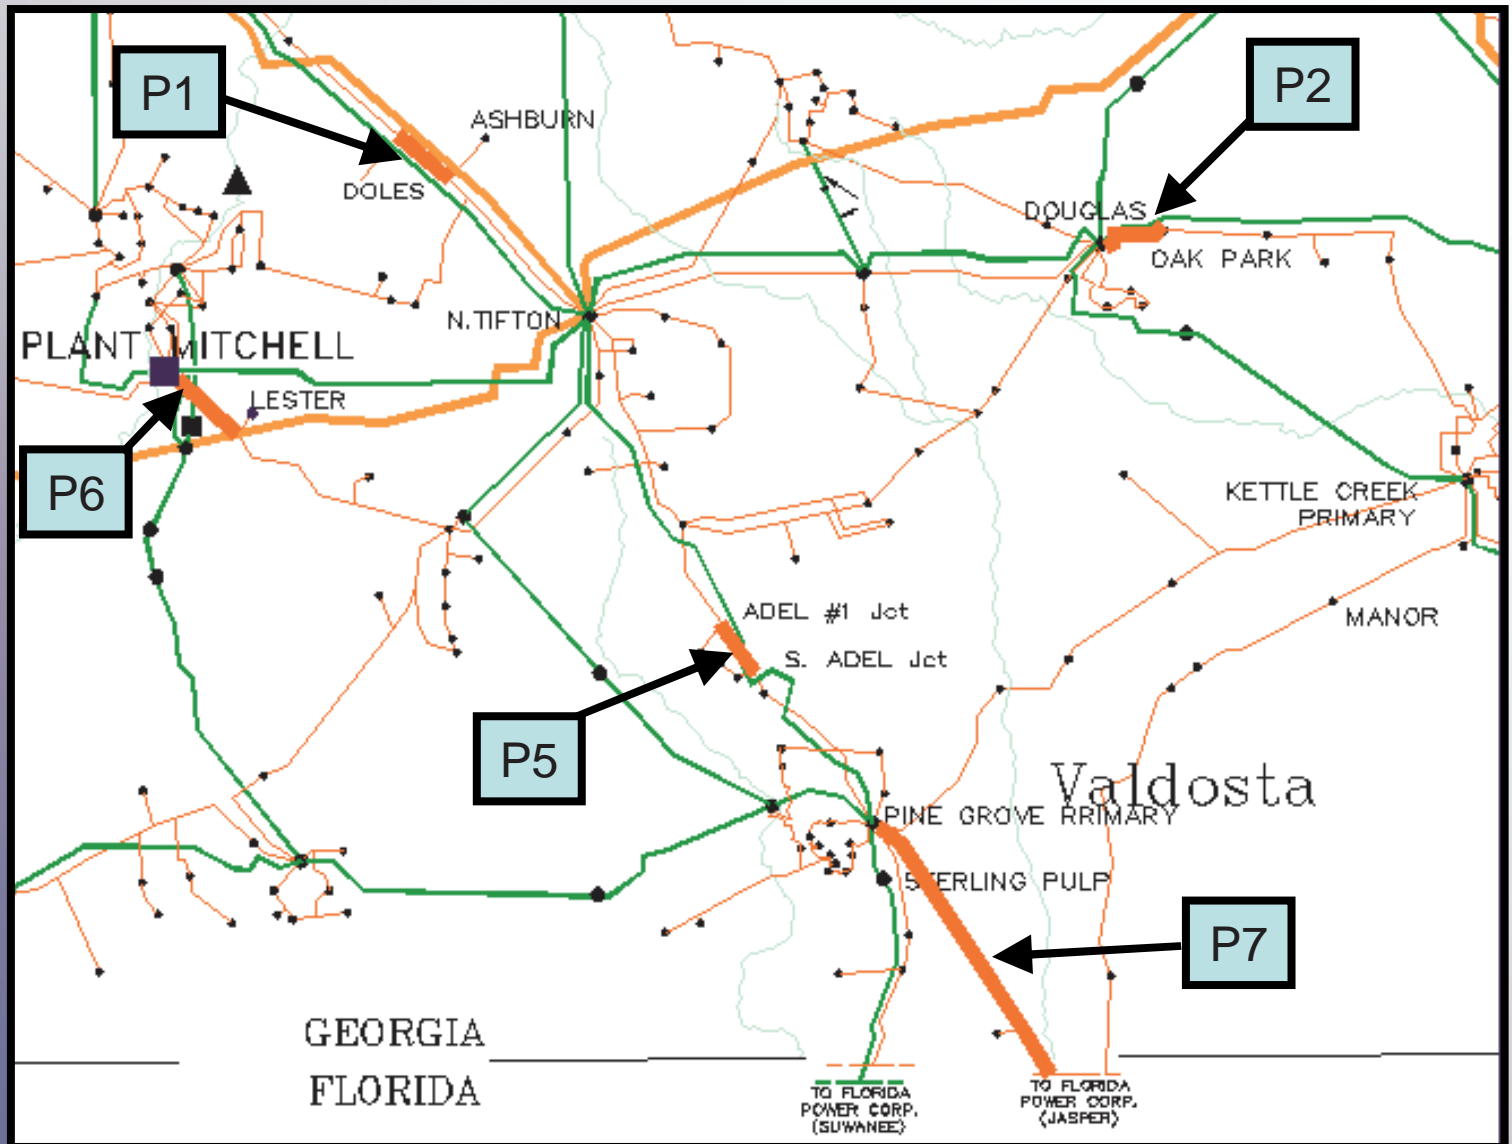 P1
ASHBURN
P2
DOLES
DOUGLAS
OAK PARK
N.TIFTON
PLANT MITCHELL
LESTER
P6
KETTLE CREEK
PRIMARY
ADEL #1 Jct
MANOR
S. ADEL Jct
P5
Valdosta
PINE GROVE RRIMARY
STERLING PULP
P7
GEORGIA
FLORIDA
TO FLORIDA
POWER CORP.
(SUWANEE)
TO FLORIDA
POWER CORP.
(JASPER)